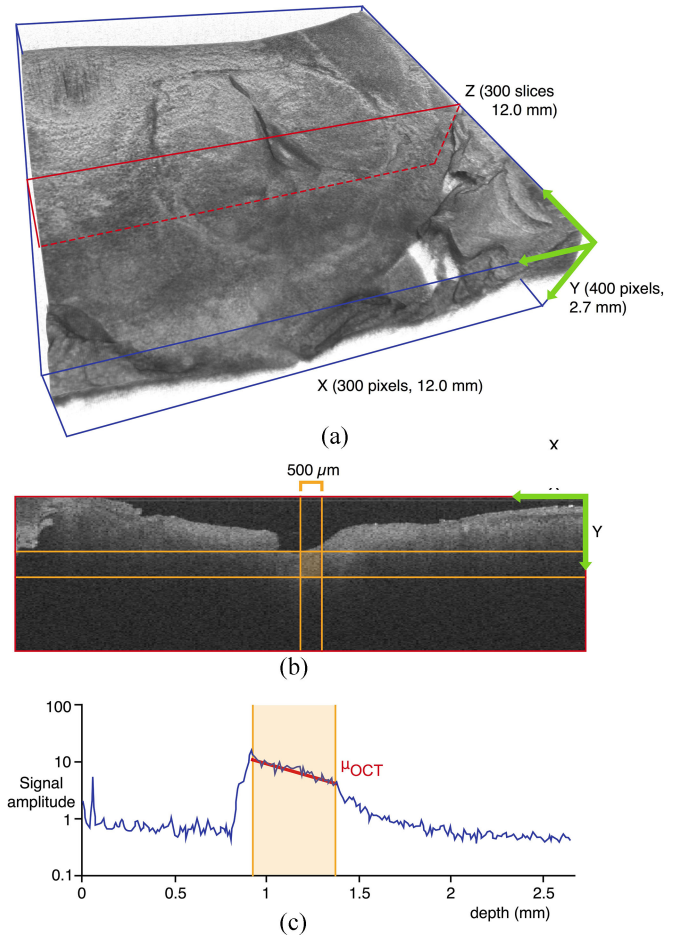 Z (300 slices
12.0 mm)
Y (400 pixels,
2.7 mm)
X (300 pixels, 12.0 mm)
(a)
X
500 µm
Y
(b)
100
10
1
0.1
Signal
amplitude
µOCT
0
0.5
1
1.5
2
2.5
depth (mm)
(c)